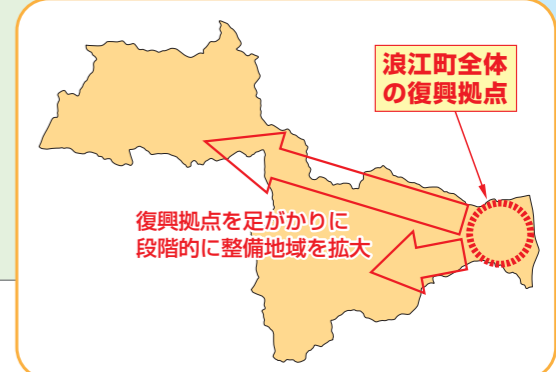 浪江町全体
の復興拠点
復興拠点を足がかりに
段階的に整備地域を拡大